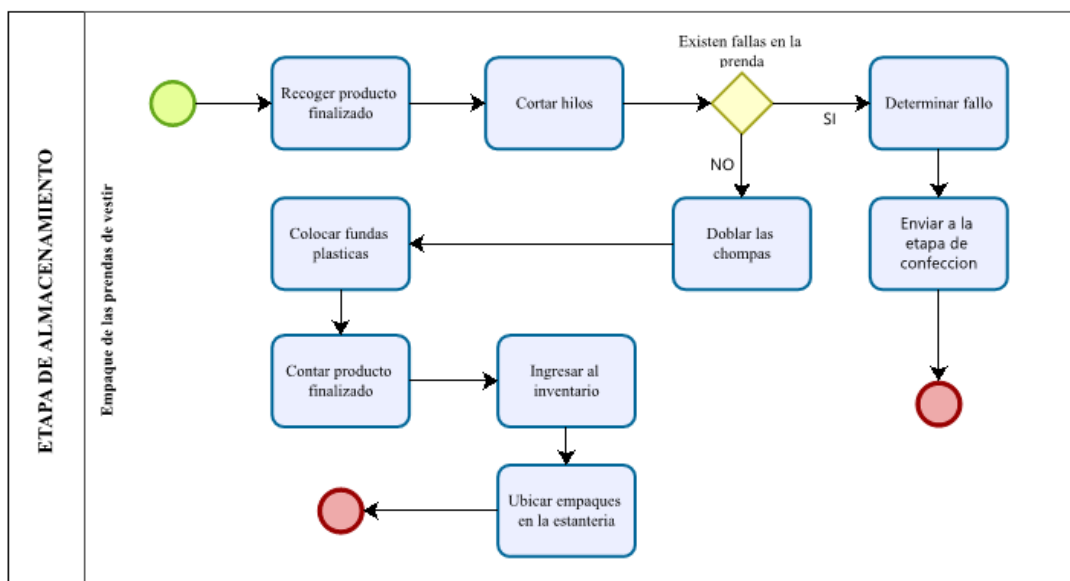 ETAPA DE ALMACENAMIENTO
Empaque de las prendas de vestir
Recoger producto
finalizado
Cortar hilos
Existen fallas en la
prenda
SI
Determinar fallo
NO
Colocar fundas
plasticas
Doblar las
chompas
Enviar a la
etapa de
confeccion
Contar producto
finalizado
Ingresar al
inventario
Ubicar empaques
en la estanteria